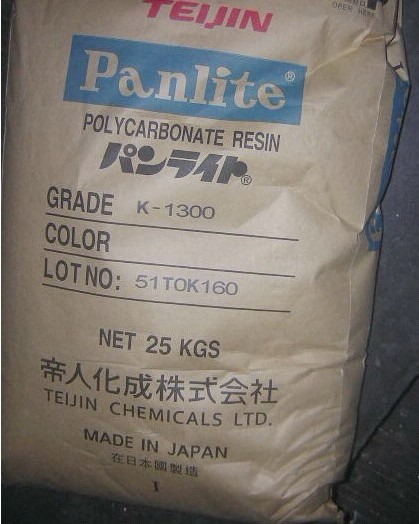 TEIJIN
OPEN HERE
Panlite®
POLYCARBONATE RESIN
パンライト®
GRADE K-1300
COLOR
LOT NO: 51T0K160
NET 25 KGS
帝人化成株式会社
TEIJIN CHEMICALS LTD.
MADE IN JAPAN
在日本國製造
I